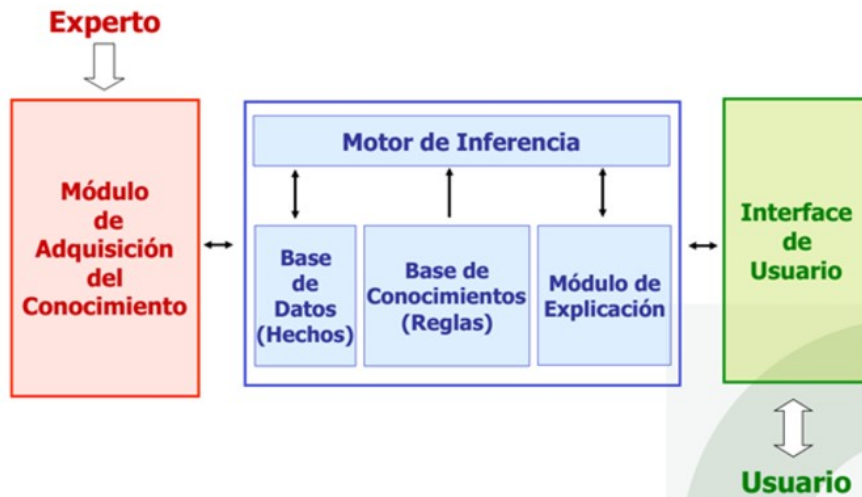 Experto
Módulo
de
Adquisición
del
Conocimiento
Motor de Inferencia
Base
de
Datos
(Hechos)
Base de
Conocimientos
(Reglas)
Módulo de
Explicación
Interface
de
Usuario
Usuario